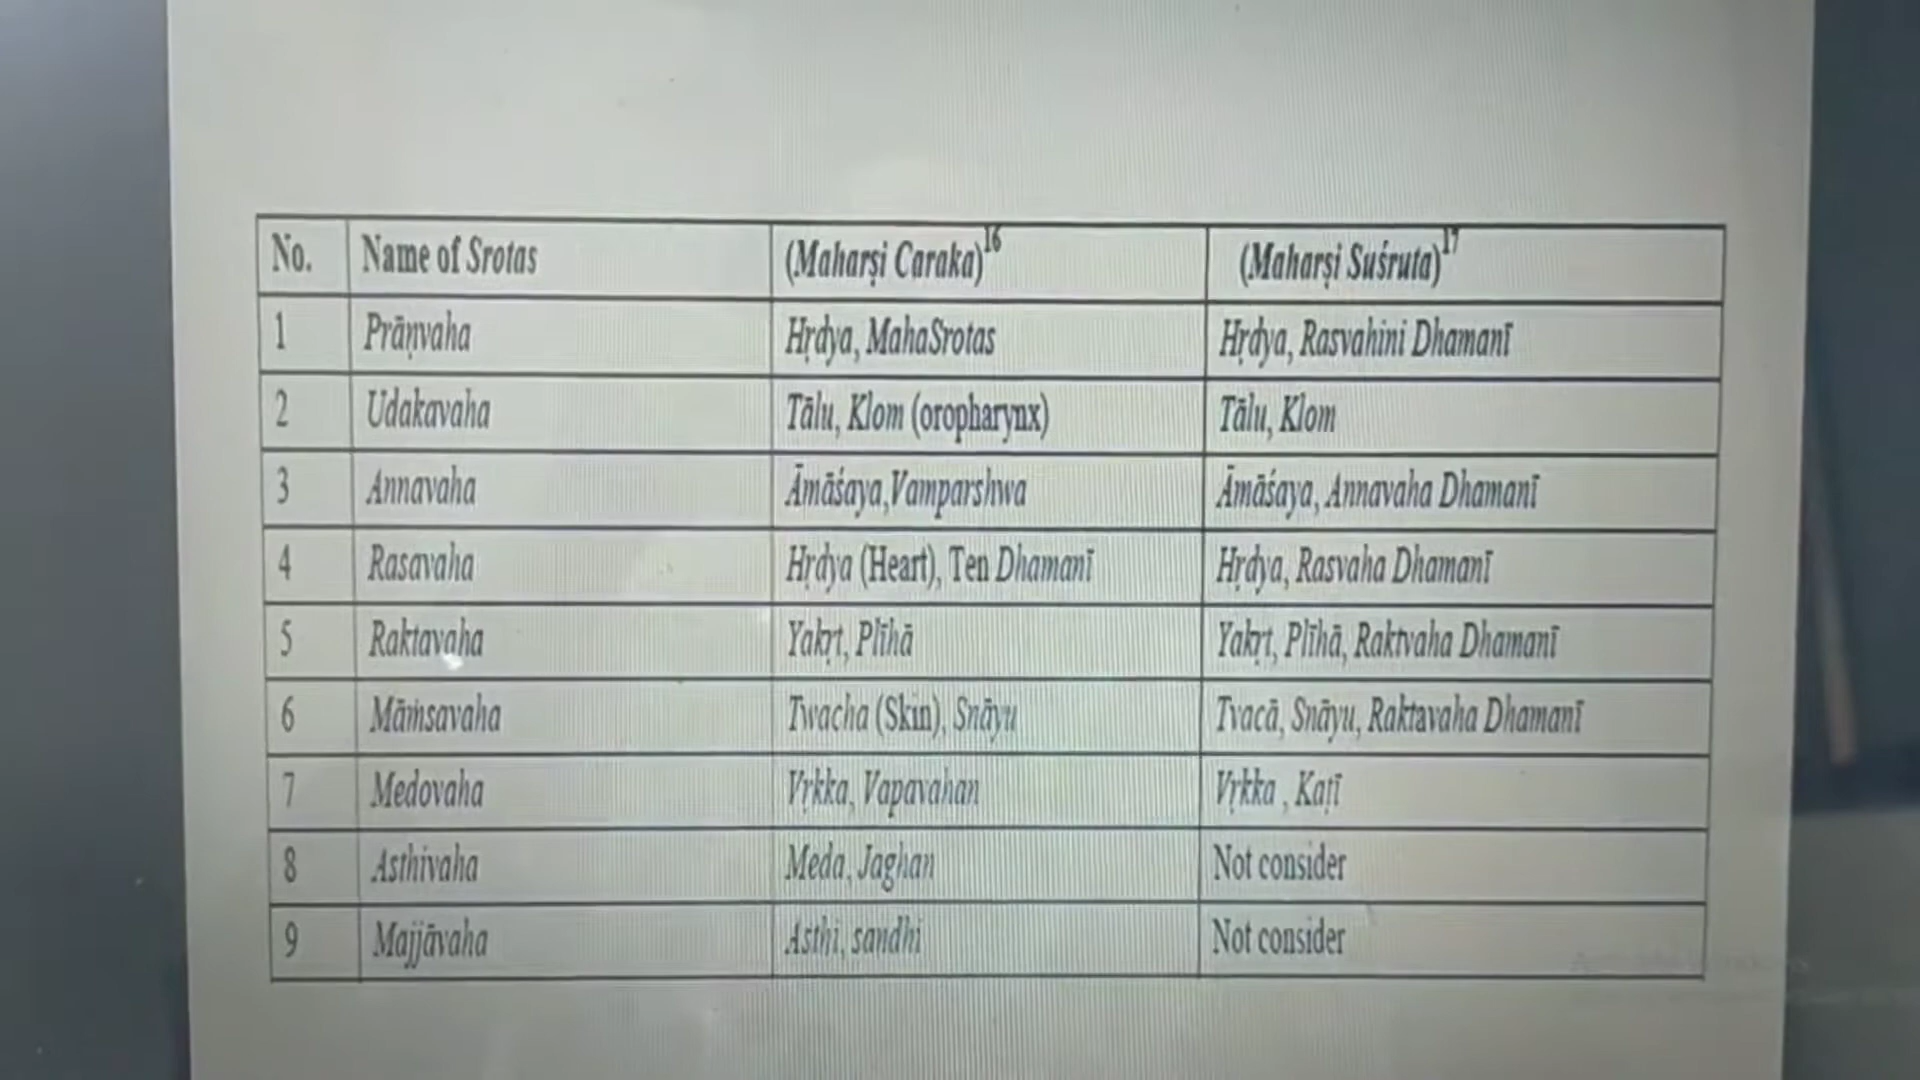 No. Name of Srotas (Maharṣi Caraka)16 (Maharṣi Suśruta)17
1 Prāṇvaha Hṛdya, MahaSrotas Hṛdya, Rasvahini Dhamanī
2 Udakavaha Tālu, Klom (oropharynx) Tālu, Klom
3 Annavaha Āmāśaya,Vamparshwa Āmāśaya, Annavaha Dhamanī
4 Rasavaha Hṛdya (Heart), Ten Dhamanī Hṛdya, Rasvaha Dhamanī
5 Raktavaha Yakṛt, Plīhā Yakṛt, Plīhā, Raktvaha Dhamanī
6 Māṁsavaha Twacha (Skin), Snāyu Tvacā, Snāyu, Raktavaha Dhamanī
7 Medovaha Vṛkka, Vapavahan Vṛkka , Kaṭī
8 Asthivaha Meda, Jaghan Not consider
9 Majjāvaha Asthi, sandhi Not consider